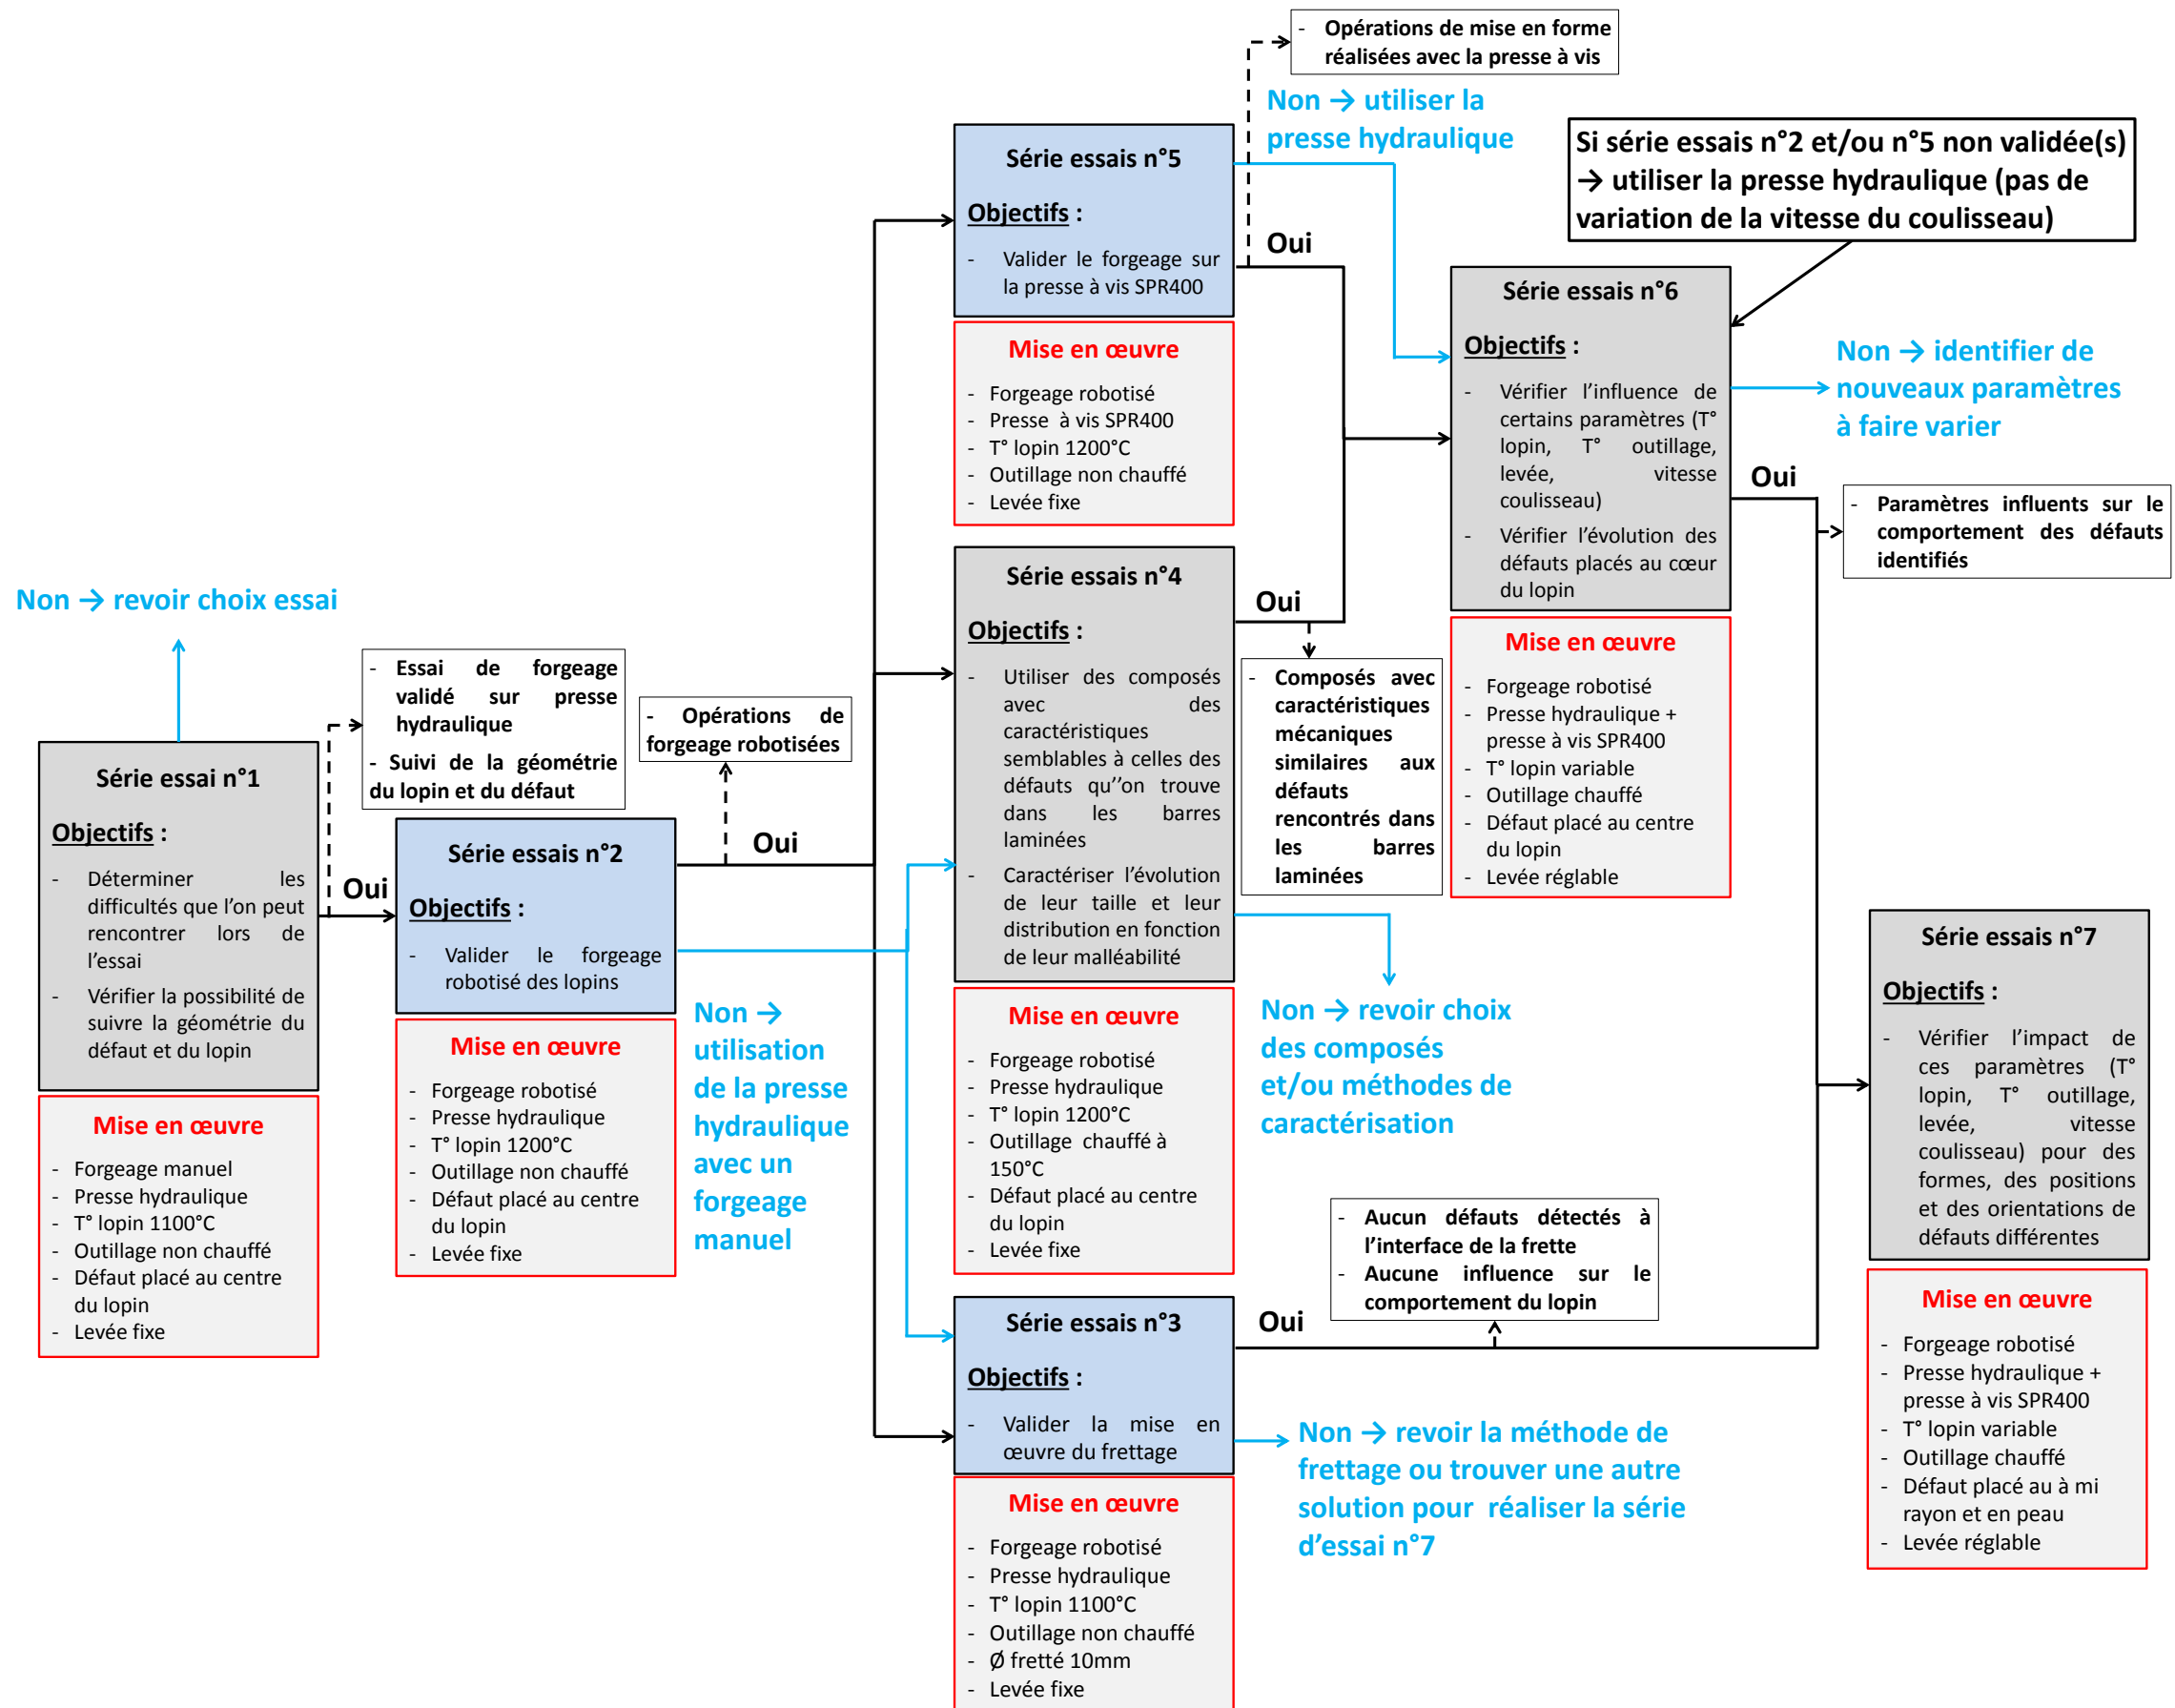 Non → revoir choix essai
Série essai n°1
Objectifs :
- Déterminer les
difficultés que l'on peut
rencontrer lors de
l'essai
- Vérifier la possibilité de
suivre la géométrie du
défaut et du lopin
Mise en œuvre
- Forgeage manuel
- Presse hydraulique
- T° lopin 1100°C
- Outillage non chauffé
- Défaut placé au centre
du lopin
- Levée fixe
Oui
- Essai de forgeage
validé sur presse
hydraulique
- Suivi de la géométrie
du lopin et du défaut
Série essais n°2
Objectifs :
- Valider le forgeage
robotisé des lopins
Mise en œuvre
- Forgeage robotisé
- Presse hydraulique
- T° lopin 1200°C
- Outillage non chauffé
- Défaut placé au centre
du lopin
- Levée fixe
- Opérations de
forgeage robotisées
Oui
Non →
utilisation
de la presse
hydraulique
avec un
forgeage
manuel
Série essais n°5
Objectifs :
- Valider le forgeage sur
la presse à vis SPR400
Mise en œuvre
- Forgeage robotisé
- Presse à vis SPR400
- T° lopin 1200°C
- Outillage non chauffé
- Levée fixe
- Opérations de mise en forme
réalisées avec la presse à vis
Non → utiliser la
presse hydraulique
Oui
Série essais n°4
Objectifs :
- Utiliser des composés
avec des
caractéristiques
semblables à celles des
défauts qu''on trouve
dans les barres
laminées
- Caractériser l'évolution
de leur taille et leur
distribution en fonction
de leur malléabilité
Mise en œuvre
- Forgeage robotisé
- Presse hydraulique
- T° lopin 1200°C
- Outillage chauffé à
150°C
- Défaut placé au centre
du lopin
- Levée fixe
Oui
- Composés avec
caractéristiques
mécaniques
similaires aux
défauts
rencontrés dans
les barres
laminées
Non → revoir choix
des composés
et/ou méthodes de
caractérisation
Série essais n°3
Objectifs :
- Valider la mise en
œuvre du frettage
Mise en œuvre
- Forgeage robotisé
- Presse hydraulique
- T° lopin 1100°C
- Outillage non chauffé
- Ø fretté 10mm
- Levée fixe
Oui
- Aucun défauts détectés à
l'interface de la frette
- Aucune influence sur le
comportement du lopin
Non → revoir la méthode de
frettage ou trouver une autre
solution pour réaliser la série
d'essai n°7
Si série essais n°2 et/ou n°5 non validée(s)
→ utiliser la presse hydraulique (pas de
variation de la vitesse du coulisseau)
Série essais n°6
Objectifs :
- Vérifier l'influence de
certains paramètres (T°
lopin, T° outillage,
levée, vitesse
coulisseau)
- Vérifier l'évolution des
défauts placés au cœur
du lopin
Mise en œuvre
- Forgeage robotisé
- Presse hydraulique +
presse à vis SPR400
- T° lopin variable
- Outillage chauffé
- Défaut placé au centre
du lopin
- Levée réglable
Non → identifier de
nouveaux paramètres
à faire varier
Oui
- Paramètres influents sur le
comportement des défauts
identifiés
Série essais n°7
Objectifs :
- Vérifier l'impact de
ces paramètres (T°
lopin, T° outillage,
levée, vitesse
coulisseau) pour des
formes, des positions
et des orientations de
défauts différentes
Mise en œuvre
- Forgeage robotisé
- Presse hydraulique +
presse à vis SPR400
- T° lopin variable
- Outillage chauffé
- Défaut placé au à mi
rayon et en peau
- Levée réglable